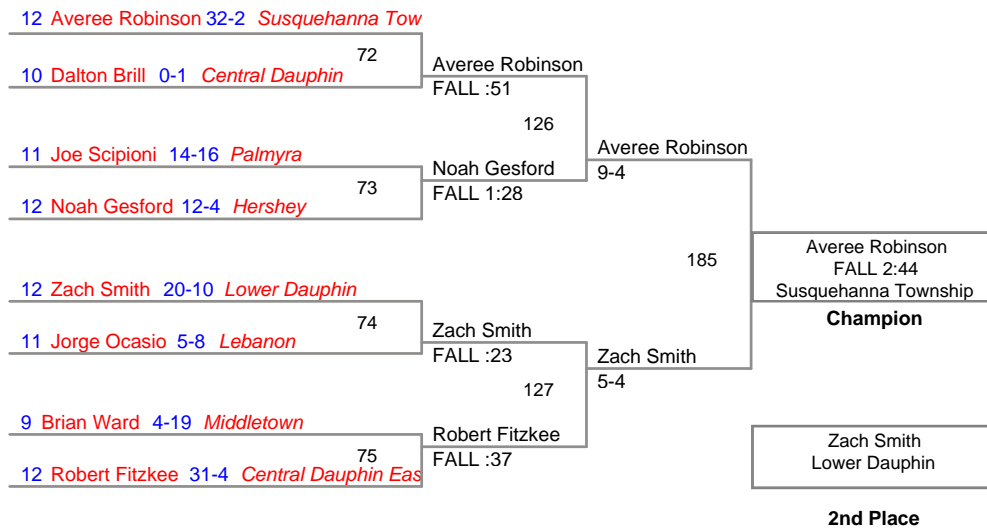 12 Averee Robinson 32-2 Susquehanna Tow
72
10 Dalton Brill 0-1 Central Dauphin
Averee Robinson
FALL :51
126
11 Joe Scipioni 14-16 Palmyra
73
12 Noah Gesford 12-4 Hershey
Noah Gesford
FALL 1:28
Averee Robinson
9-4
185
12 Zach Smith 20-10 Lower Dauphin
74
11 Jorge Ocasio 5-8 Lebanon
Zach Smith
FALL :23
127
9 Brian Ward 4-19 Middletown
75
12 Robert Fitzkee 31-4 Central Dauphin Eas
Robert Fitzkee
FALL :37
Zach Smith
5-4
Averee Robinson
FALL 2:44
Susquehanna Township
Champion
Zach Smith
Lower Dauphin
2nd Place